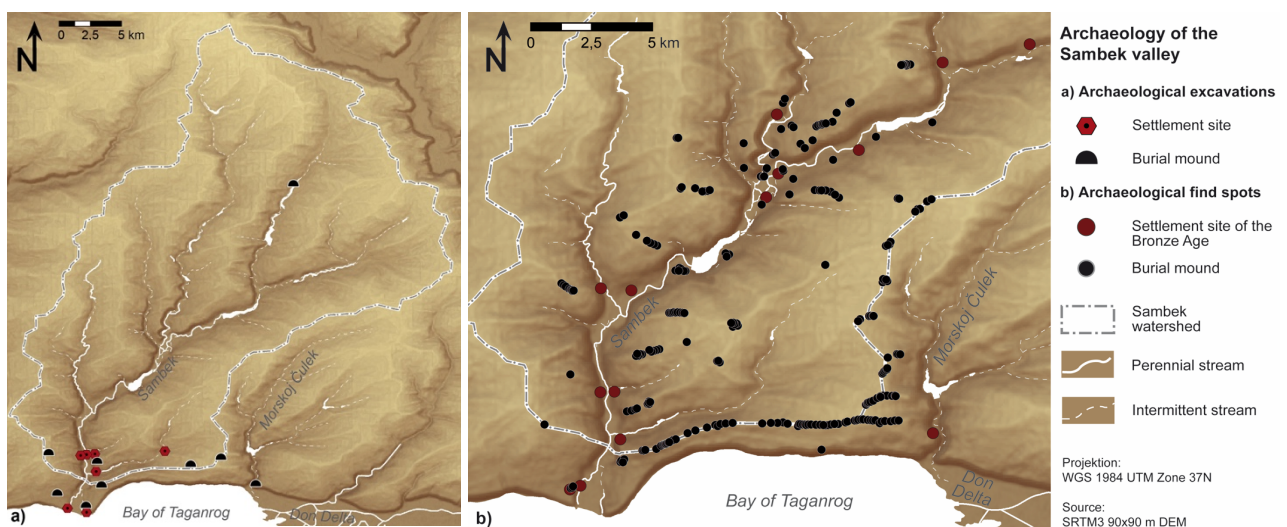 0 2,5 5 km
N
Sambek
Morskoj Čulek
Bay of Taganrog
Don Delta
a)
0 2,5 5 km
N
Sambek
Morskoj Čulek
Bay of Taganrog
Don
Delta
b)
Archaeology of the
Sambek valley
a) Archaeological excavations
Settlement site
Burial mound
b) Archaeological find spots
Settlement site of the
Bronze Age
Burial mound
Sambek
watershed
Perennial stream
Intermittent stream
Projektion:
WGS 1984 UTM Zone 37N
Source:
SRTM3 90x90 m DEM